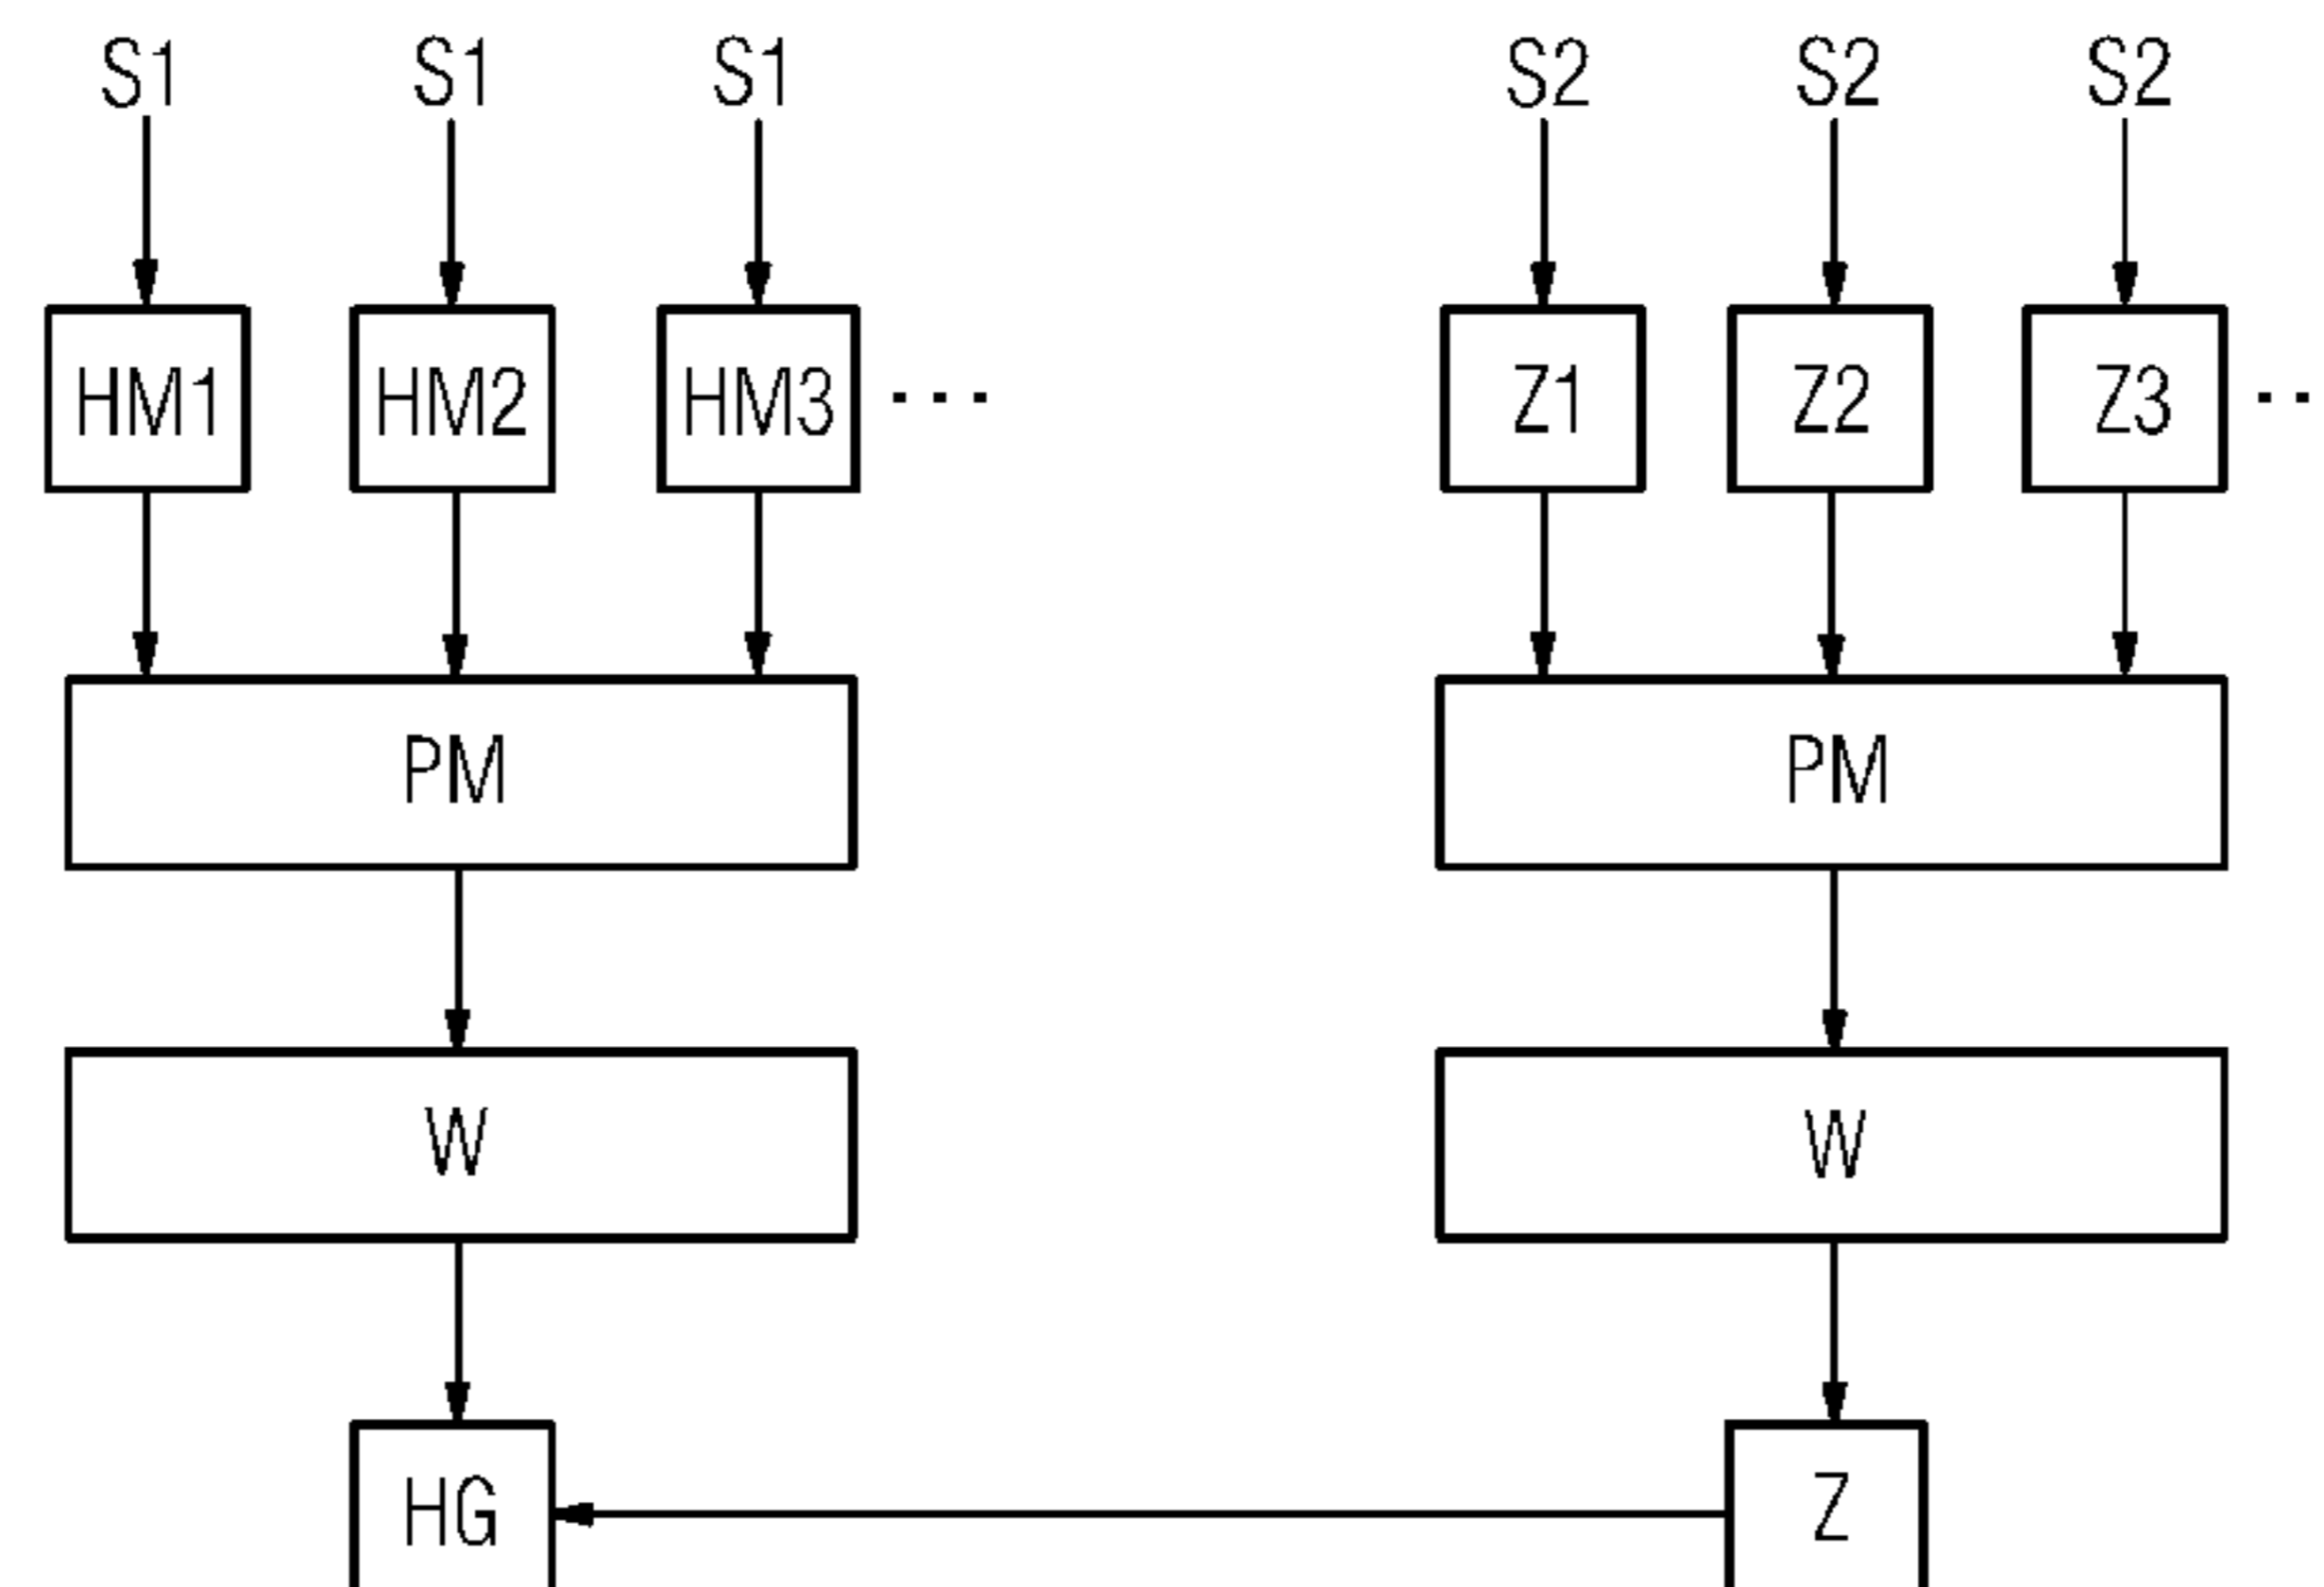 S1 S1 S1 S2 S2 S2
HM1 HM2 HM3 ... Z1 Z2 Z3 ..
PM PM
W W
HG Z